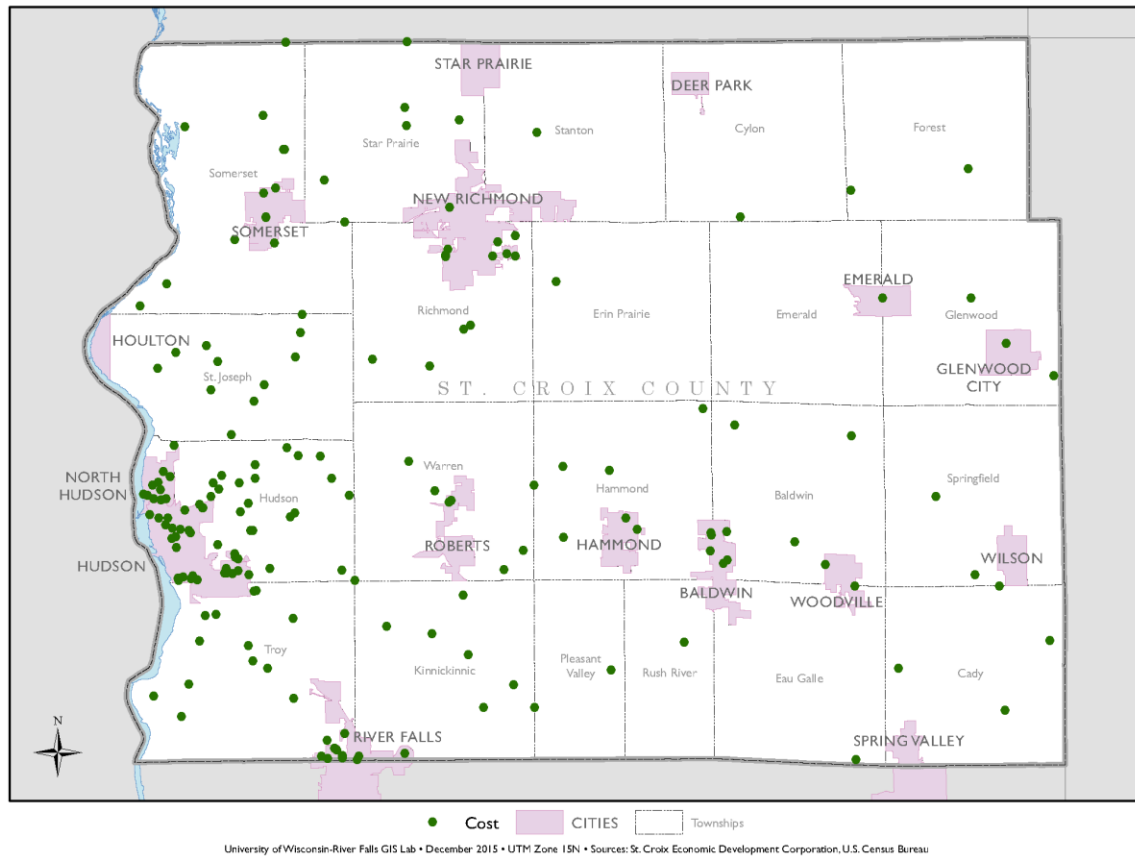 STAR PRAIRIE
DEER PARK
Stanton
Cylon
Forest
Star Prairie
Somerset
NEW RICHMOND
SOMERSET
EMERALD
Richmond
Erin Prairie
Emerald
Glenwood
HOULTON
St. Joseph
GLENWOOD
CITY
ST. CROIX COUNTY
NORTH
HUDSON
Warren
Hudson
Hammond
Baldwin
Springfield
ROBERTS
HAMMOND
WILSON
HUDSON
BALDWIN
WOODVILLE
Troy
Kinnickinnic
Pleasant
Valley
Rush River
Eau Galle
Cady
N
RIVER FALLS
SPRING VALLEY
Cost
CITIES
Townships
University of Wisconsin-River Falls GIS Lab • December 2015 • UTM Zone 15N • Sources: St. Croix Economic Development Corporation, U.S. Census Bureau